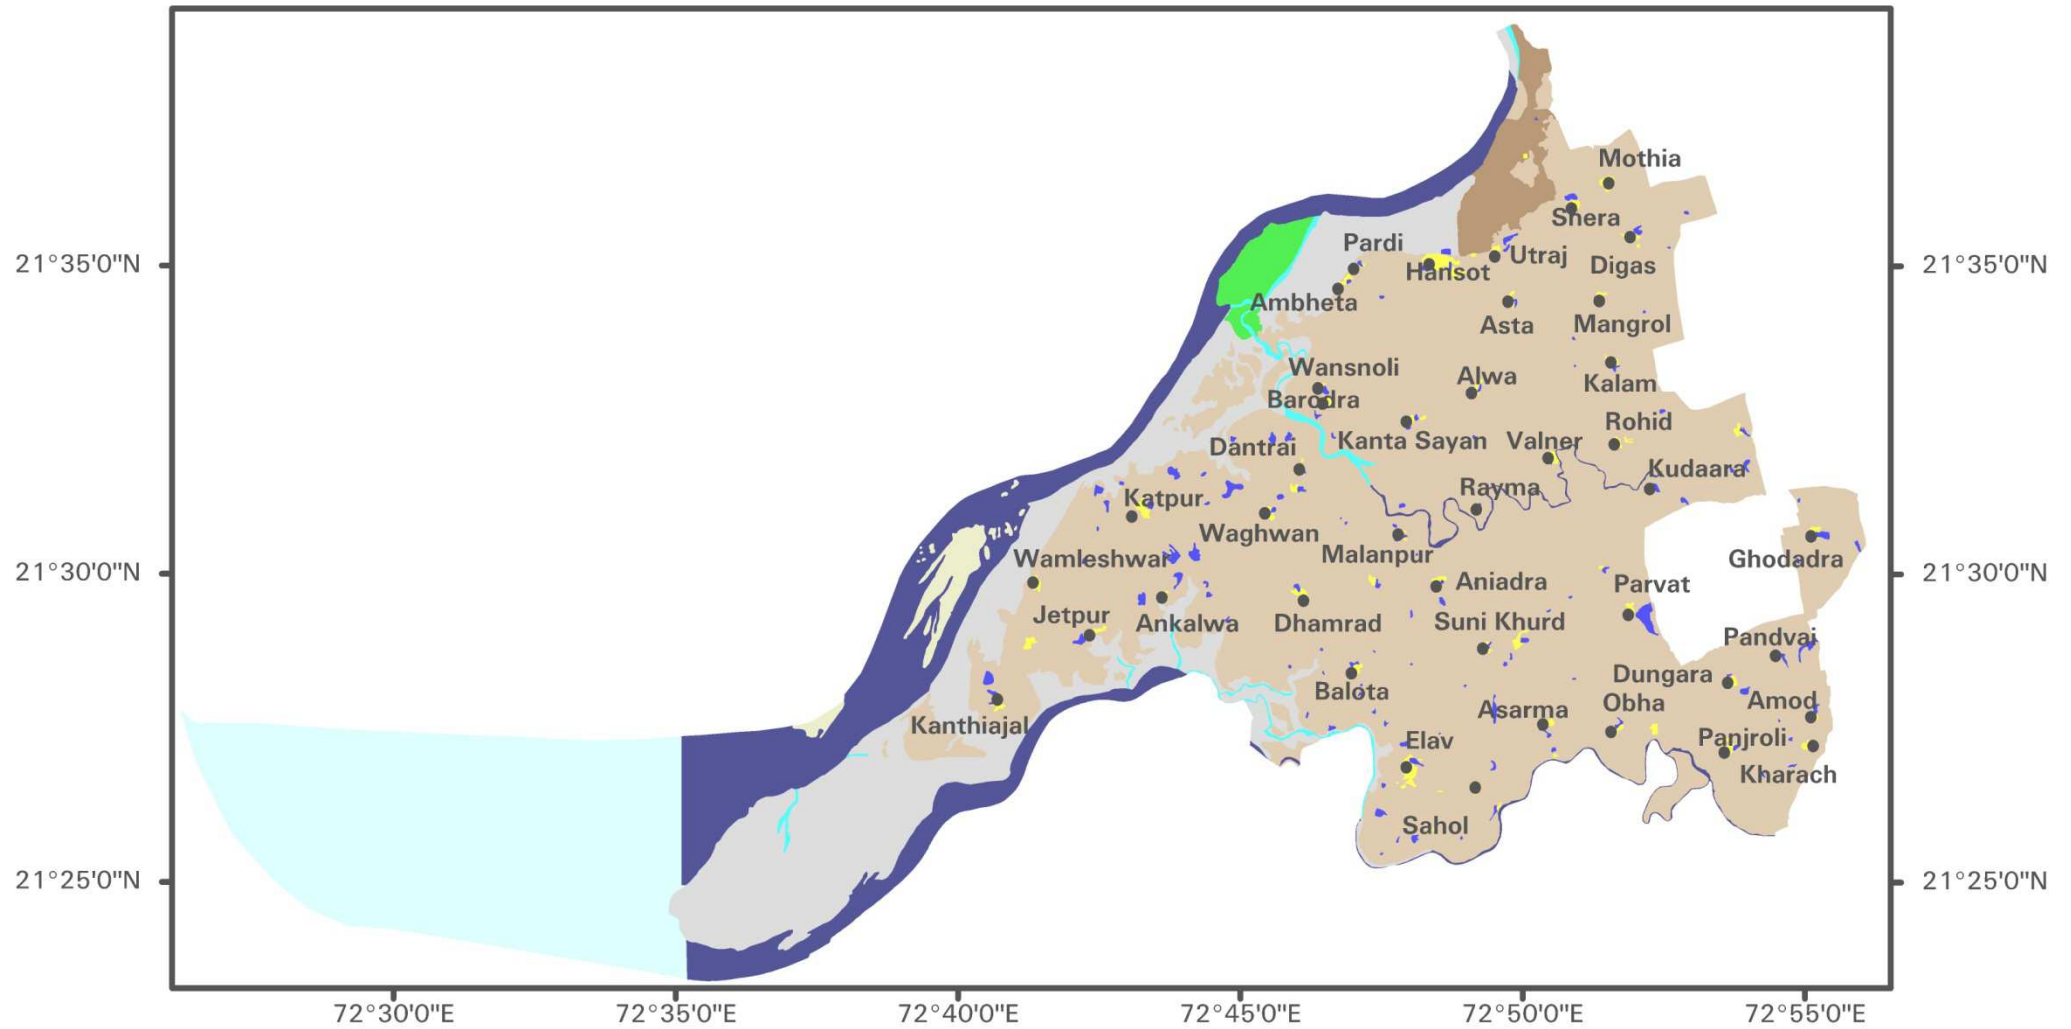 Mothia
Shera
Pardi
Utraj
21°35'0"N
21°35'0"N
Hansot
Digas
Ambheta
Asta
Mangrol
Wansnoli
Alwa
Kalam
Barodra
Rohid
Dantrai
Kanta Sayan
Valner
Kudaara
Rayma
Katpur
Waghwan
Malanpur
Wamleshwar
Ghodadra
21°30'0"N
21°30'0"N
Aniadra
Parvat
Jetpur
Ankalwa
Dhamrad
Suni Khurd
Pandvai
Dungara
Balota
Obha
Amod
Asarma
Kanthiajal
Elav
Panjroli
Kharach
Sahol
21°25'0"N
21°25'0"N
72°30'0"E
72°35'0"E
72°40'0"E
72°45'0"E
72°50'0"E
72°55'0"E